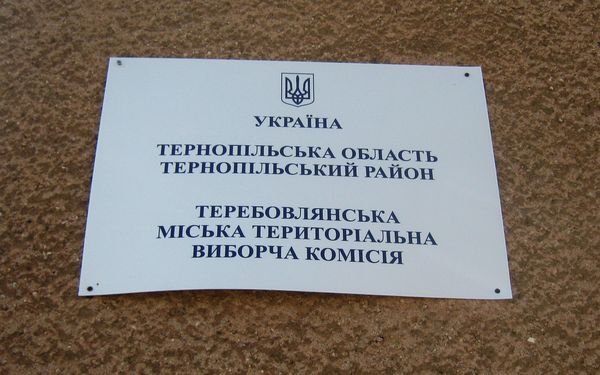 УКРАЇНА
ТЕРНОПІЛЬСЬКА ОБЛАСТЬ
ТЕРНОПІЛЬСЬКИЙ РАЙОН
ТЕРЕБОВЛЯНСЬКА
МІСЬКА ТЕРИТОРІАЛЬНА
ВИБОРЧА КОМІСІЯ